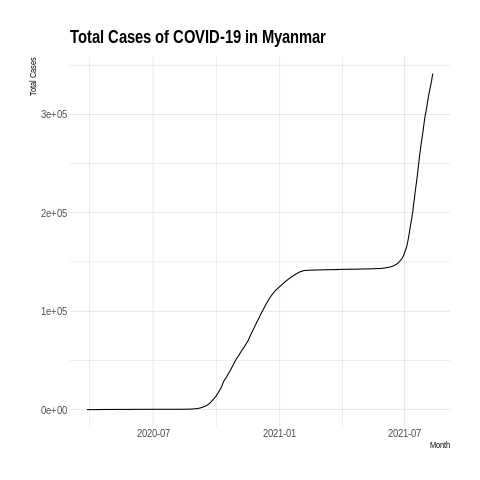 Total Cases of COVID-19 in Myanmar
Total Cases
3e+05
2e+05
1e+05
0e+00
2020-07 2021-01 2021-07
Month